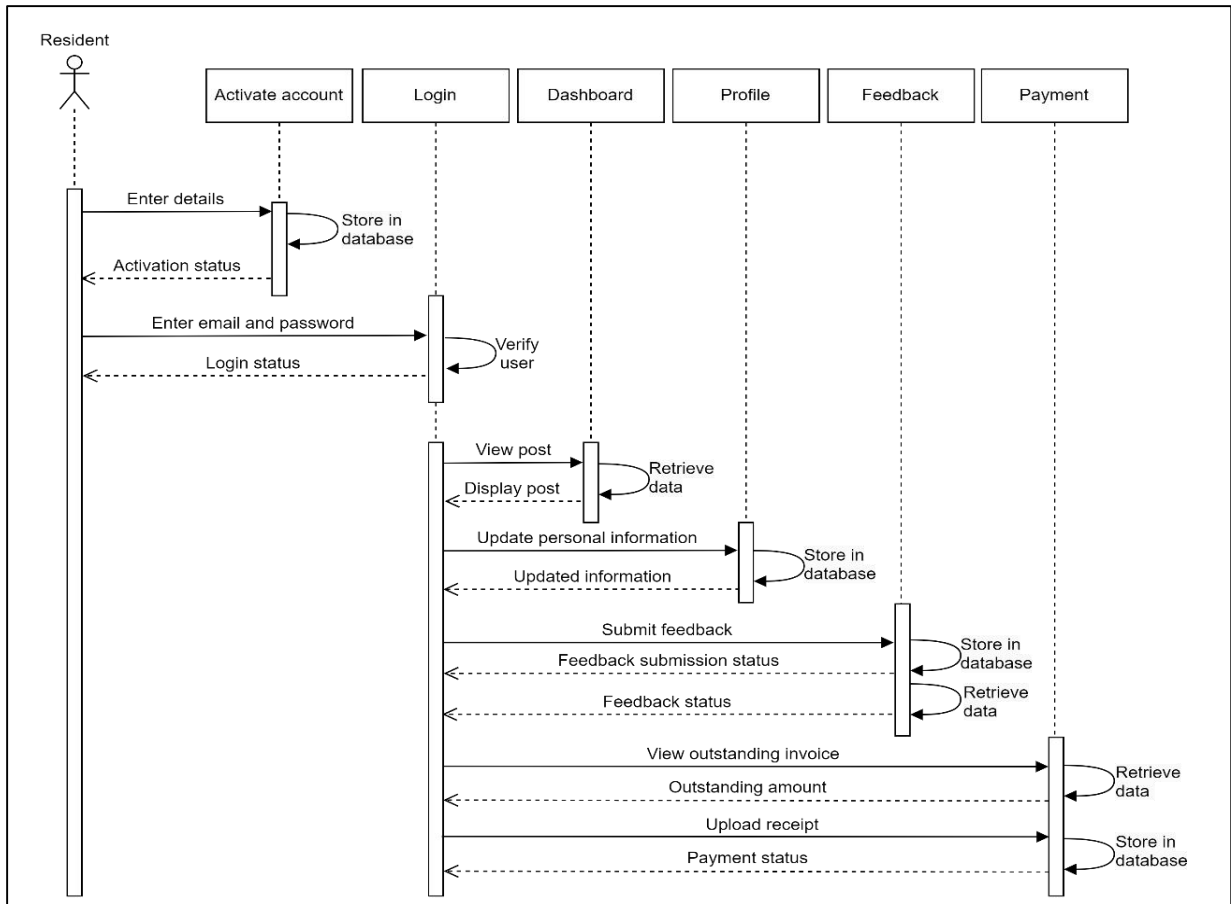 Resident
Activate account
Login
Dashboard
Profile
Feedback
Payment
Enter details
Store in
database
Activation status
Enter email and password
Verify
user
Login status
View post
Retrieve
data
Display post
Update personal information
Store in
database
Updated information
Submit feedback
Store in
database
Feedback submission status
Retrieve
data
Feedback status
View outstanding invoice
Retrieve
data
Outstanding amount
Upload receipt
Store in
database
Payment status